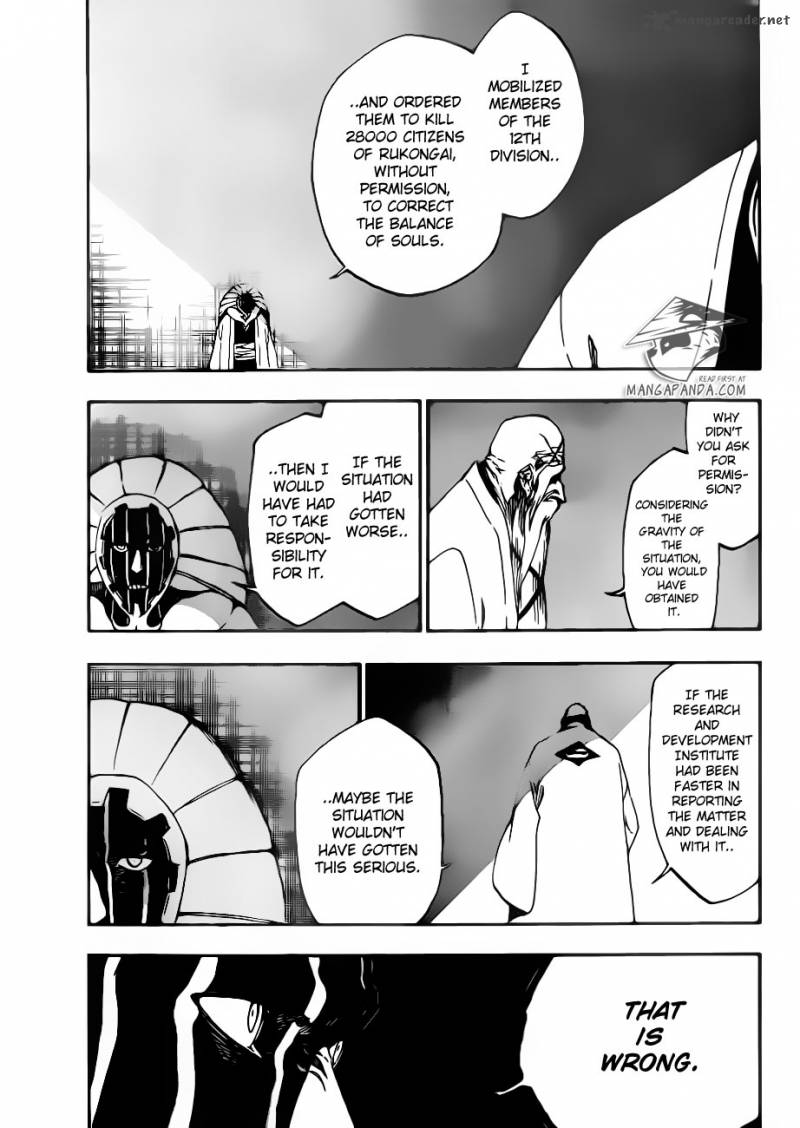 mangareader.net
I
MOBILIZED
MEMBERS
OF THE
12TH
DIVISION..
..AND ORDERED
THEM TO KILL
28000 CITIZENS
OF RUKONGAI,
WITHOUT
PERMISSION,
TO CORRECT
THE BALANCE
OF SOULS.
READ FIRST AT
MANGAPANDA.COM
WHY
DIDN'T
YOU ASK
FOR
PERMIS-
SION?
CONSIDERING
THE
GRAVITY OF
THE
SITUATION,
YOU WOULD
HAVE
OBTAINED
IT.
IF THE
SITUATION
HAD
GOTTEN
WORSE..
..THEN I
WOULD
HAVE HAD
TO TAKE
RESPON-
SIBILITY
FOR IT.
IF THE
RESEARCH
AND
DEVELOPMENT
INSTITUTE
HAD BEEN
FASTER IN
REPORTING
THE MATTER
AND DEALING
WITH IT..
..MAYBE THE
SITUATION
WOULDN'T
HAVE GOTTEN
THIS SERIOUS.
THAT
IS
WRONG.